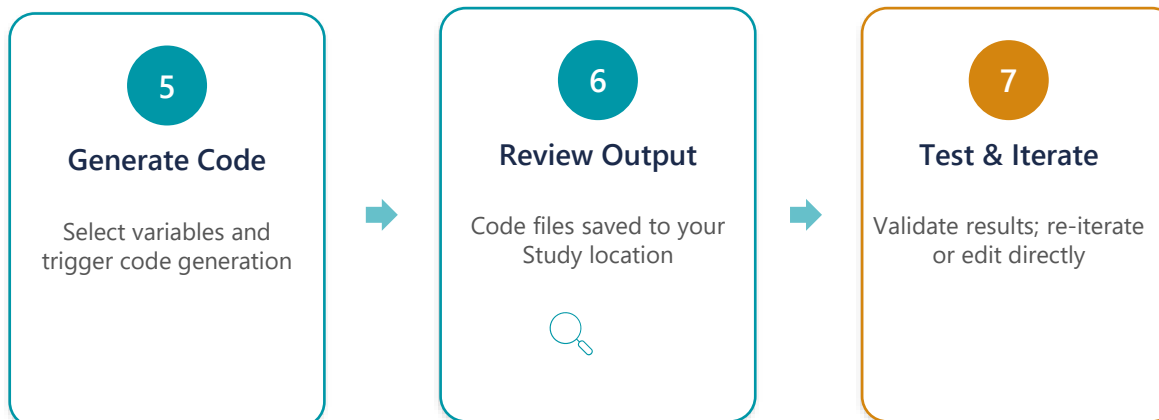 5
Generate Code
Select variables and
trigger code generation
6
Review Output
Code files saved to your
Study location
7
Test & Iterate
Validate results; re-iterate
or edit directly